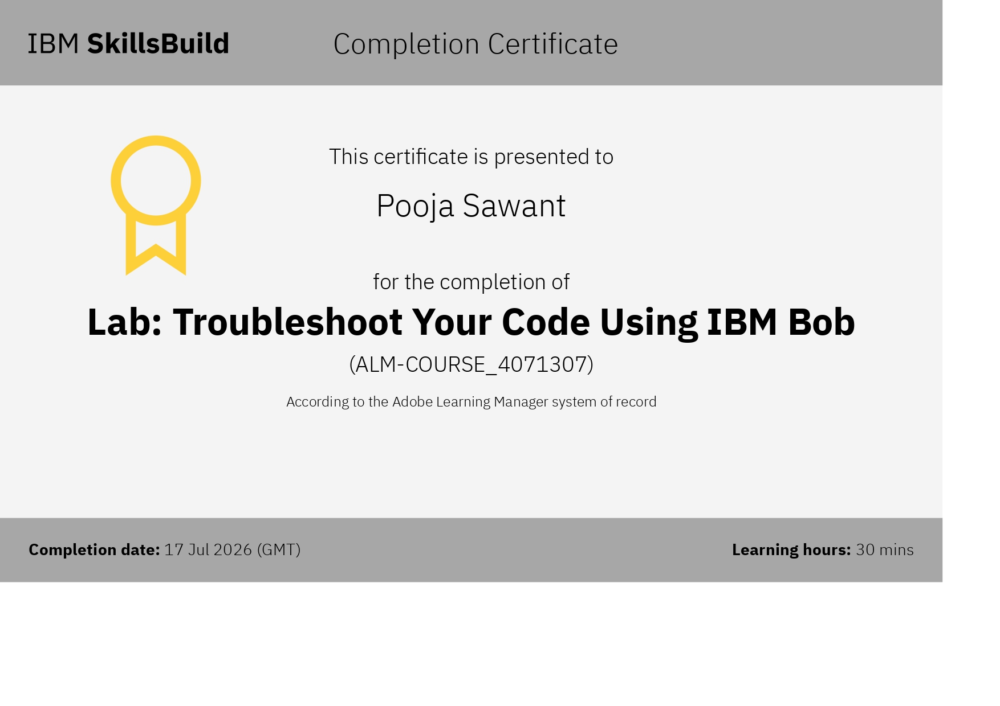 IBM SkillsBuild
Completion Certificate
This certificate is presented to
Pooja Sawant
for the completion of
Lab: Troubleshoot Your Code Using IBM Bob
(ALM-COURSE_4071307)
According to the Adobe Learning Manager system of record
Completion date: 17 Jul 2026 (GMT)
Learning hours: 30 mins